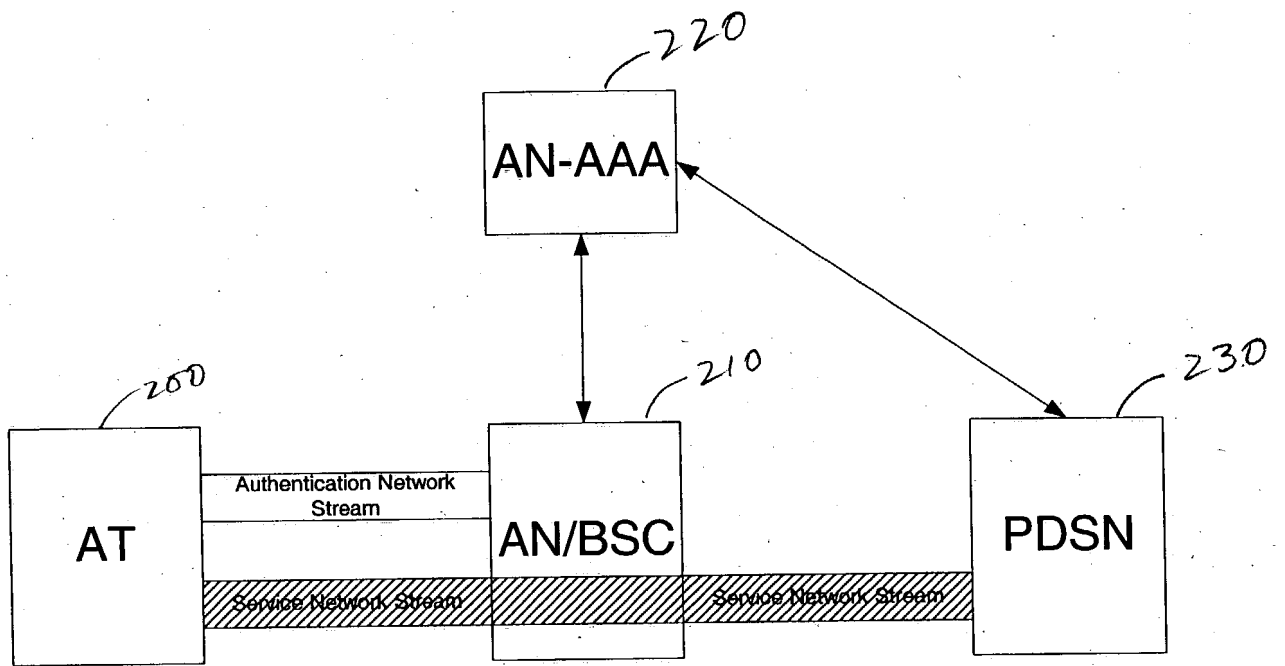 220
AN-AAA
200
210
230
Authentication Network
Stream
AT
AN/BSC
PDSN
Service Network Stream
Service Network Stream